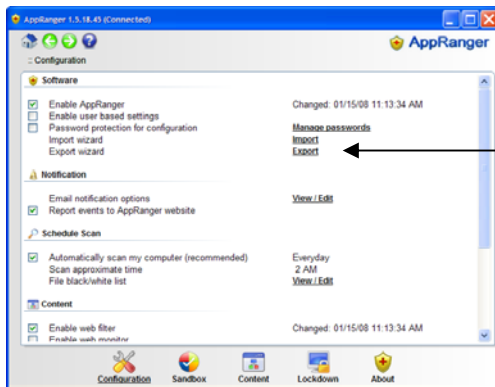 AppRanger 1.5.18.45 (Connected)
AppRanger
:: Configuration
Software
Enable AppRanger Changed: 01/15/08 11:13:34 AM
Enable user based settings
Password protection for configuration Manage passwords
Import wizard Import
Export wizard Export
Notification
Email notification options View / Edit
Report events to AppRanger website
Schedule Scan
Automatically scan my computer (recommended) Everyday
Scan approximate time 2 AM
File black/white list View / Edit
Content
Enable web filter Changed: 01/15/08 11:13:34 AM
Enable web monitor
Configuration Sandbox Content Lockdown About